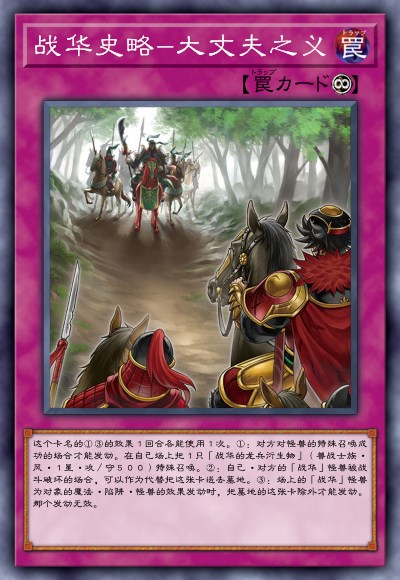 战华史略-大丈夫之义
トラップ
罠
トラップ
【罠カード】
这个卡名的①③的效果1回合各能使用1次。①：对方对怪兽的特殊召唤成
功的场合才能发动。在自己场上把1只「战华的龙兵衍生物」（兽战士族·
风·1星·攻／守500）特殊召唤。②：自己·对方的「战华」怪兽被战
斗破坏的场合，可以作为代替把这张卡送去墓地。③：场上的「战华」怪兽
为对象的魔法·陷阱·怪兽的效果发动时，把墓地的这张卡除外才能发动。
那个发动无效。